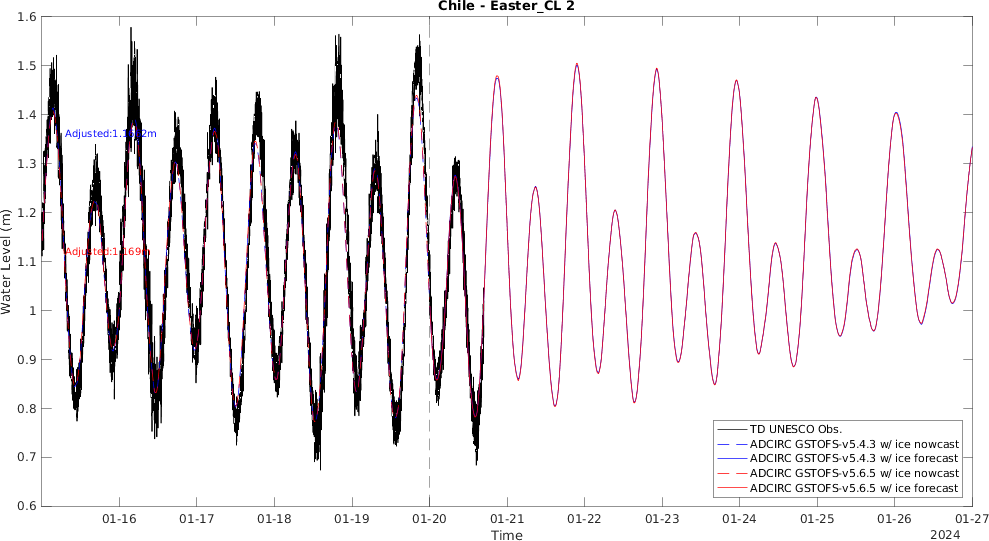 Chile - Easter_CL 2
1.6
1.5
1.4
1.3
1.2
1.1
1
0.9
0.8
0.7
0.6
Water Level (m)
Adjusted:
Adjusted:1.169
TD UNESCO Obs.
ADCIRC GSTOFS-v5.4.3 w/ ice nowcast
ADCIRC GSTOFS-v5.4.3 w/ ice forecast
ADCIRC GSTOFS-v5.6.5 w/ ice nowcast
ADCIRC GSTOFS-v5.6.5 w/ ice forecast
01-16 01-17 01-18 01-19 01-20 01-21 01-22 01-23 01-24 01-25 01-26 01-27
Time
2024